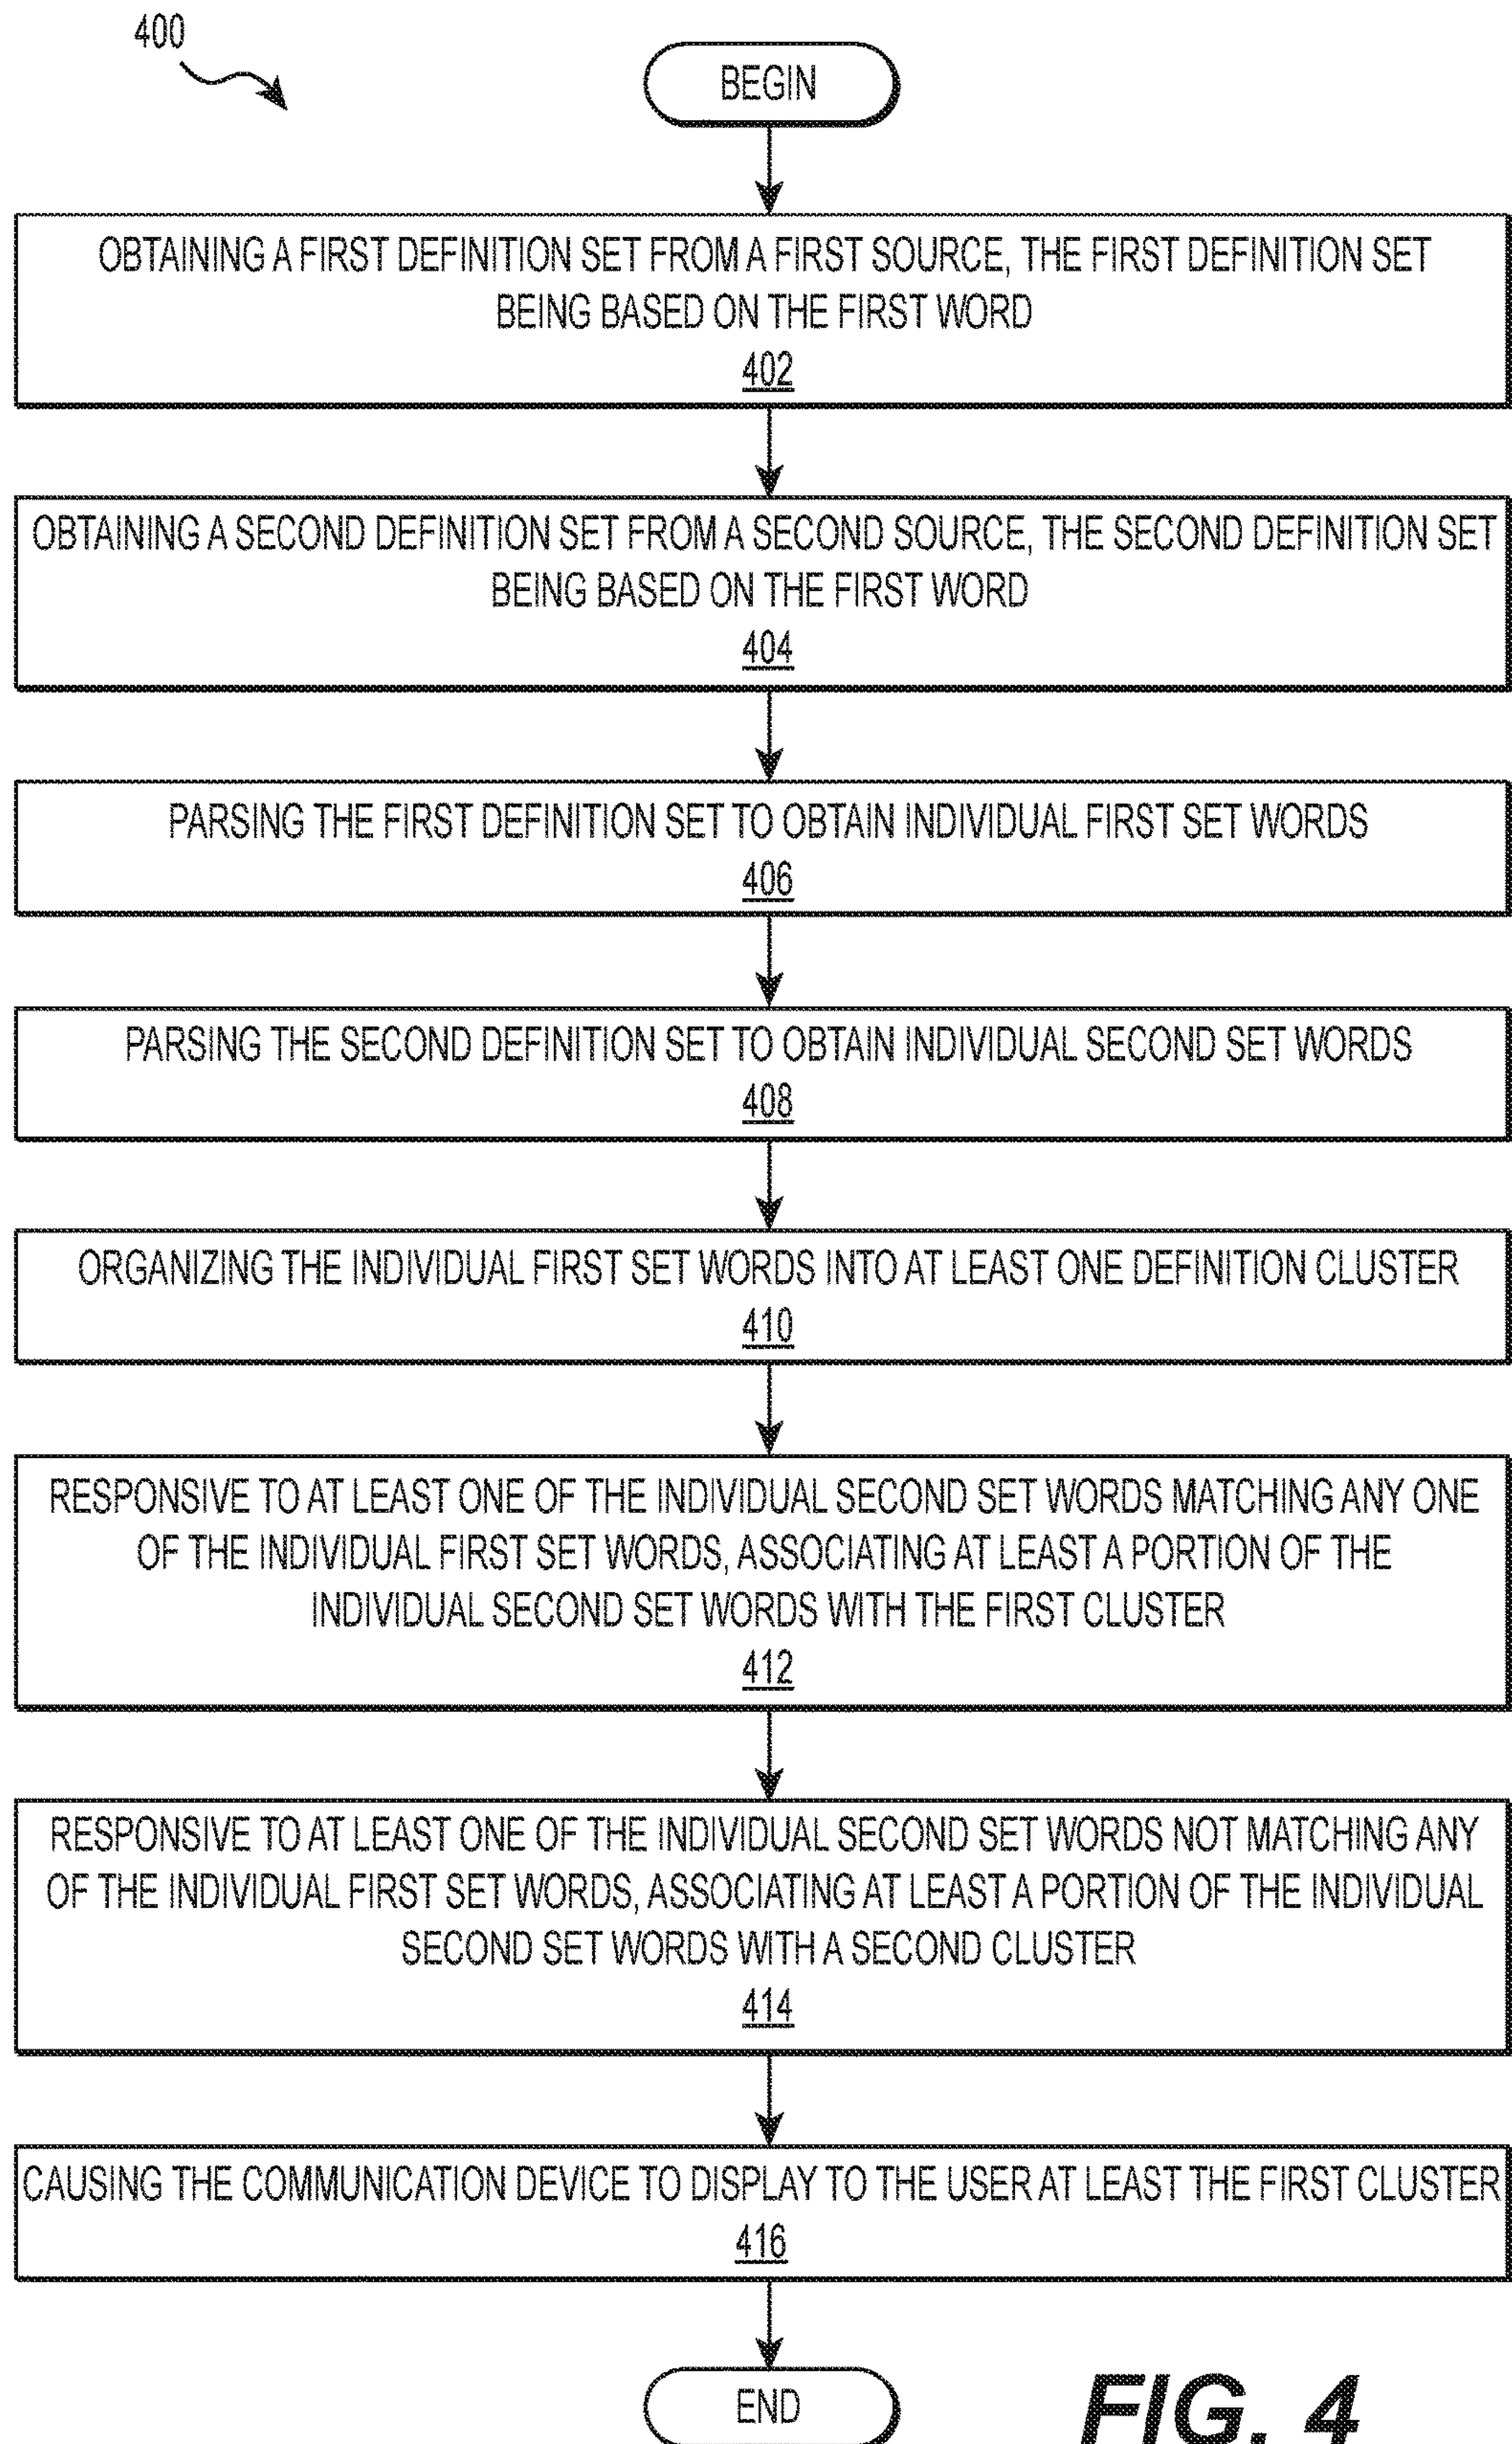 400
BEGIN
OBTAINING A FIRST DEFINITION SET FROM A FIRST SOURCE, THE FIRST DEFINITION SET
BEING BASED ON THE FIRST WORD
402
OBTAINING A SECOND DEFINITION SET FROM A SECOND SOURCE, THE SECOND DEFINITION SET
BEING BASED ON THE FIRST WORD
404
PARSING THE FIRST DEFINITION SET TO OBTAIN INDIVIDUAL FIRST SET WORDS
406
PARSING THE SECOND DEFINITION SET TO OBTAIN INDIVIDUAL SECOND SET WORDS
408
ORGANIZING THE INDIVIDUAL FIRST SET WORDS INTO AT LEAST ONE DEFINITION CLUSTER
410
RESPONSIVE TO AT LEAST ONE OF THE INDIVIDUAL SECOND SET WORDS MATCHING ANY ONE
OF THE INDIVIDUAL FIRST SET WORDS, ASSOCIATING AT LEAST A PORTION OF THE
INDIVIDUAL SECOND SET WORDS WITH THE FIRST CLUSTER
412
RESPONSIVE TO AT LEAST ONE OF THE INDIVIDUAL SECOND SET WORDS NOT MATCHING ANY
OF THE INDIVIDUAL FIRST SET WORDS, ASSOCIATING AT LEAST A PORTION OF THE INDIVIDUAL
SECOND SET WORDS WITH A SECOND CLUSTER
414
CAUSING THE COMMUNICATION DEVICE TO DISPLAY TO THE USER AT LEAST THE FIRST CLUSTER
416
END
FIG. 4